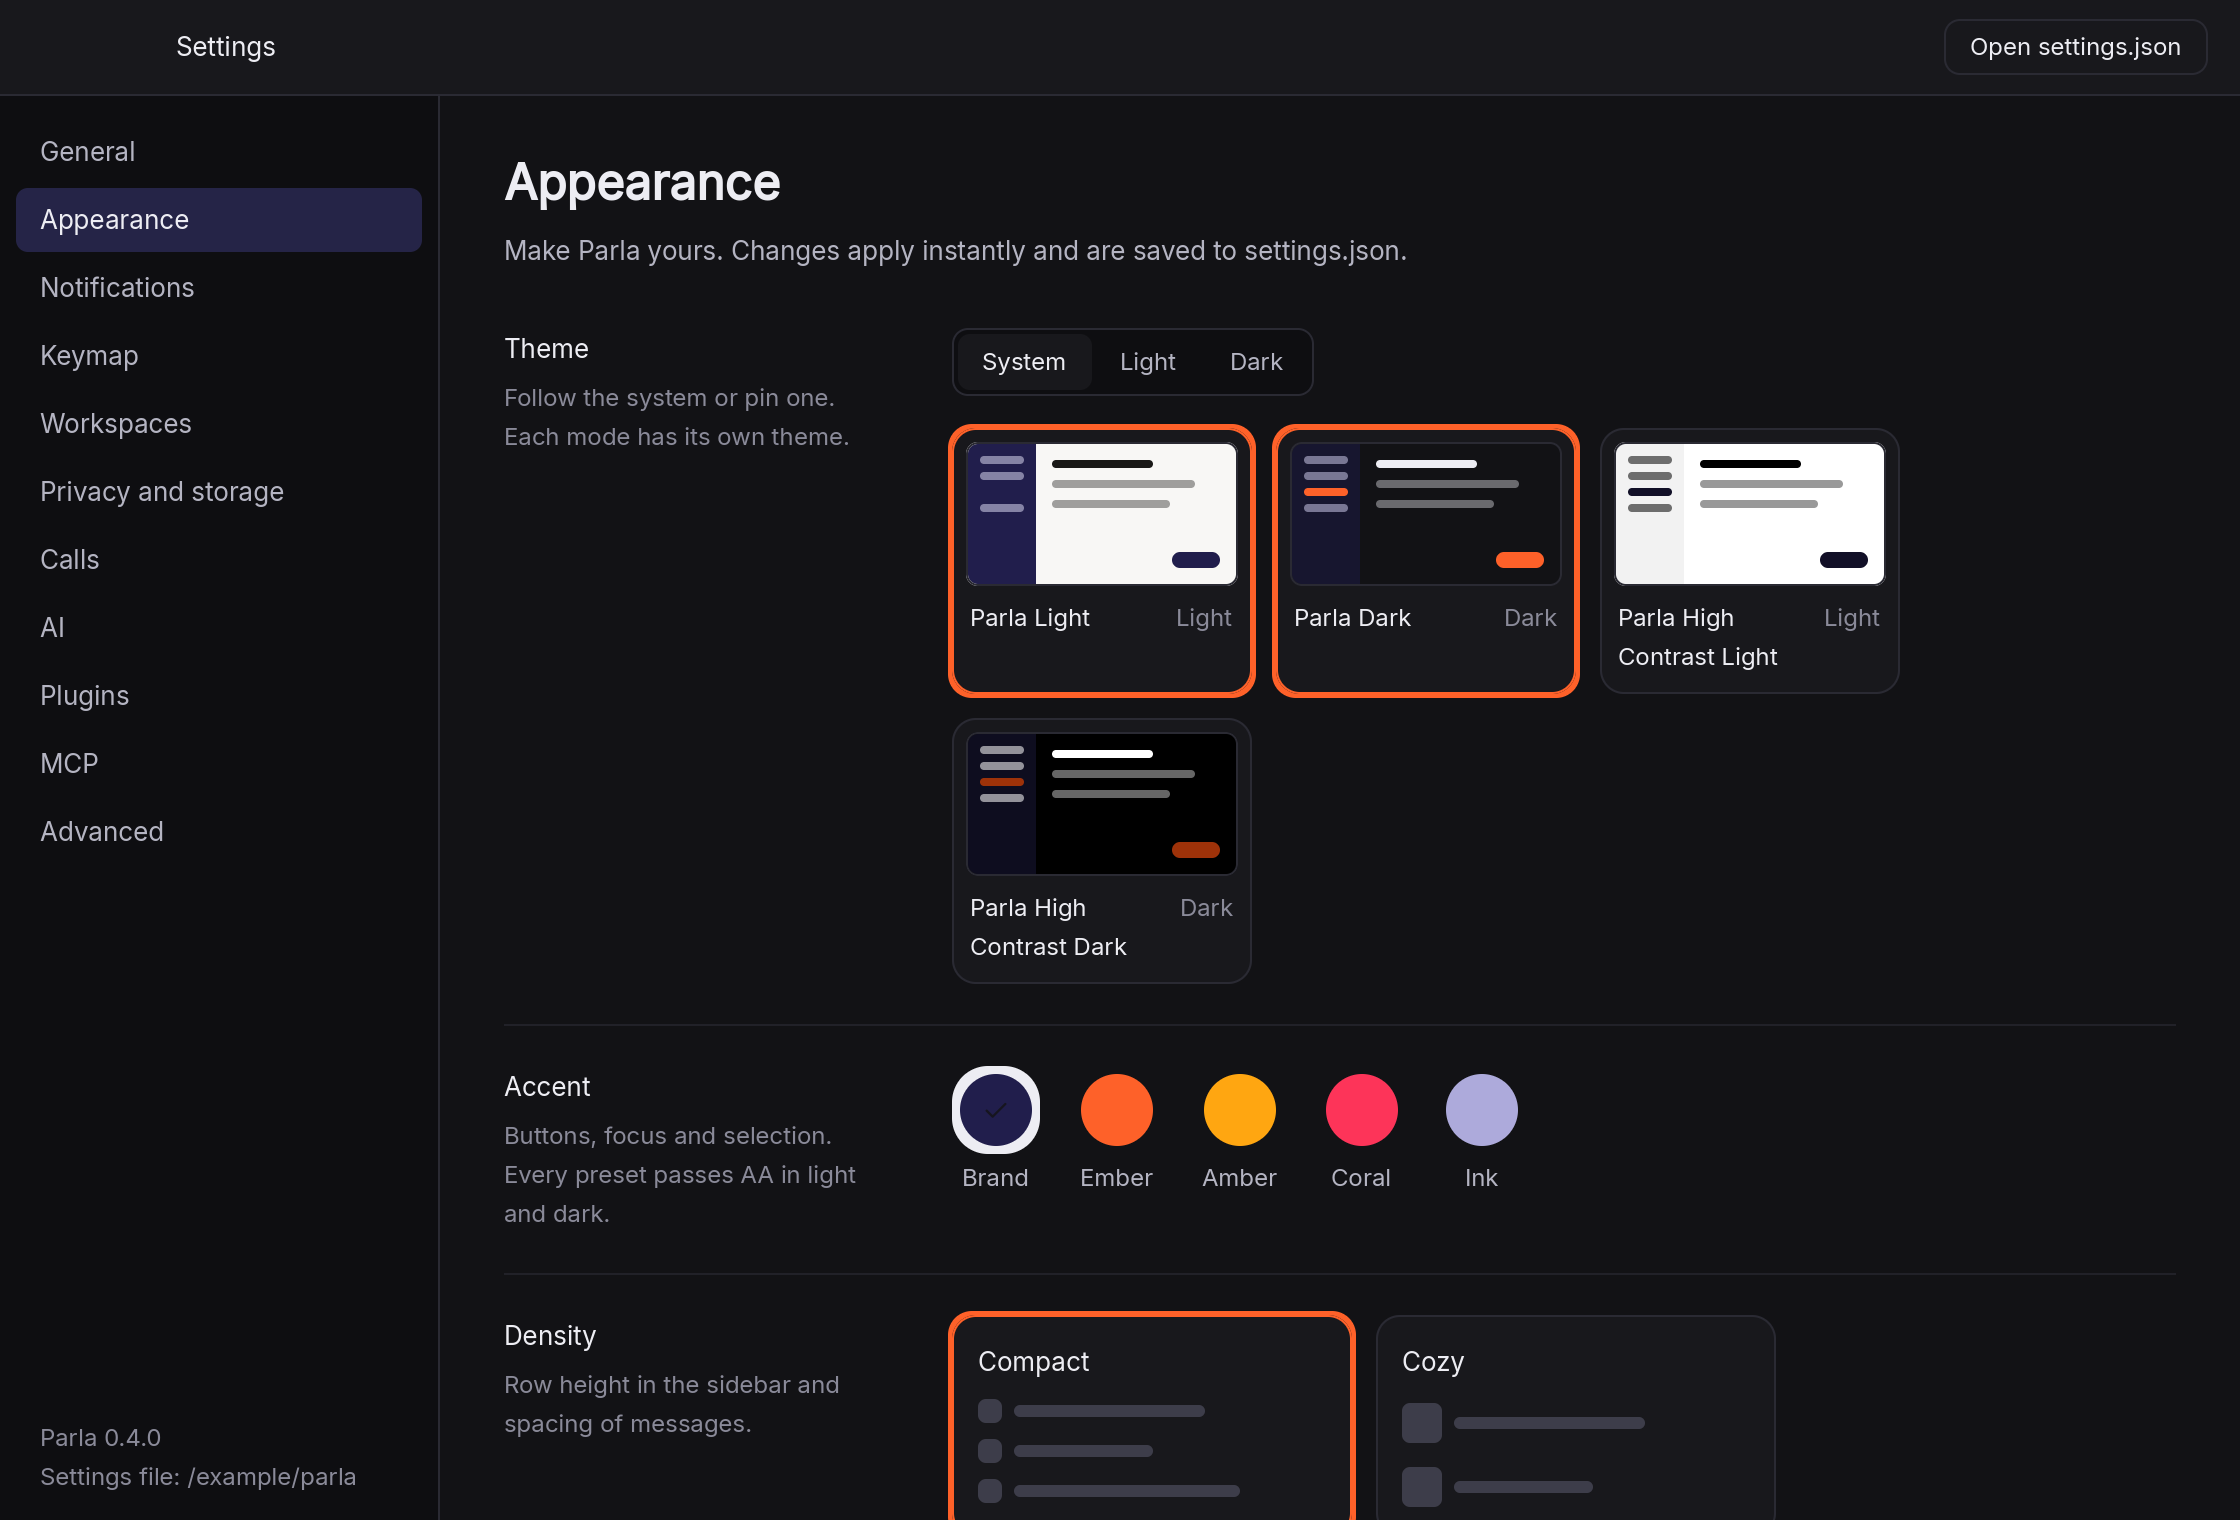 Settings
Open settings.json
General
Appearance
Notifications
Keymap
Workspaces
Privacy and storage
Calls
AI
Plugins
MCP
Advanced
Parla 0.4.0
Settings file: /example/parla
Appearance
Make Parla yours. Changes apply instantly and are saved to settings.json.
Theme
Follow the system or pin one.
Each mode has its own theme.
System
Light
Dark
Parla Light
Light
Parla Dark
Dark
Parla High
Contrast Light
Light
Parla High
Contrast Dark
Dark
Accent
Buttons, focus and selection.
Every preset passes AA in light
and dark.
Brand
Ember
Amber
Coral
Ink
Density
Row height in the sidebar and
spacing of messages.
Compact
Cozy